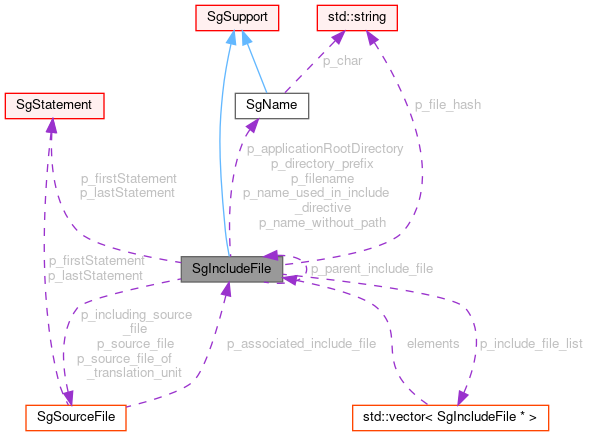 SgSupport
std::string
p_char
SgStatement
SgName
p_file_hash
p_applicationRootDirectory
p_directory_prefix
p_filename
p_name_used_in_include
_directive
p_name_without_path
p_firstStatement
p_lastStatement
p_firstStatement
p_lastStatement
SgIncludeFile
p_parent_include_file
p_including_source
_file
p_source_file
p_source_file_of
_translation_unit
p_associated_include_file
elements
p_include_file_list
SgSourceFile
std::vector< SgIncludeFile * >